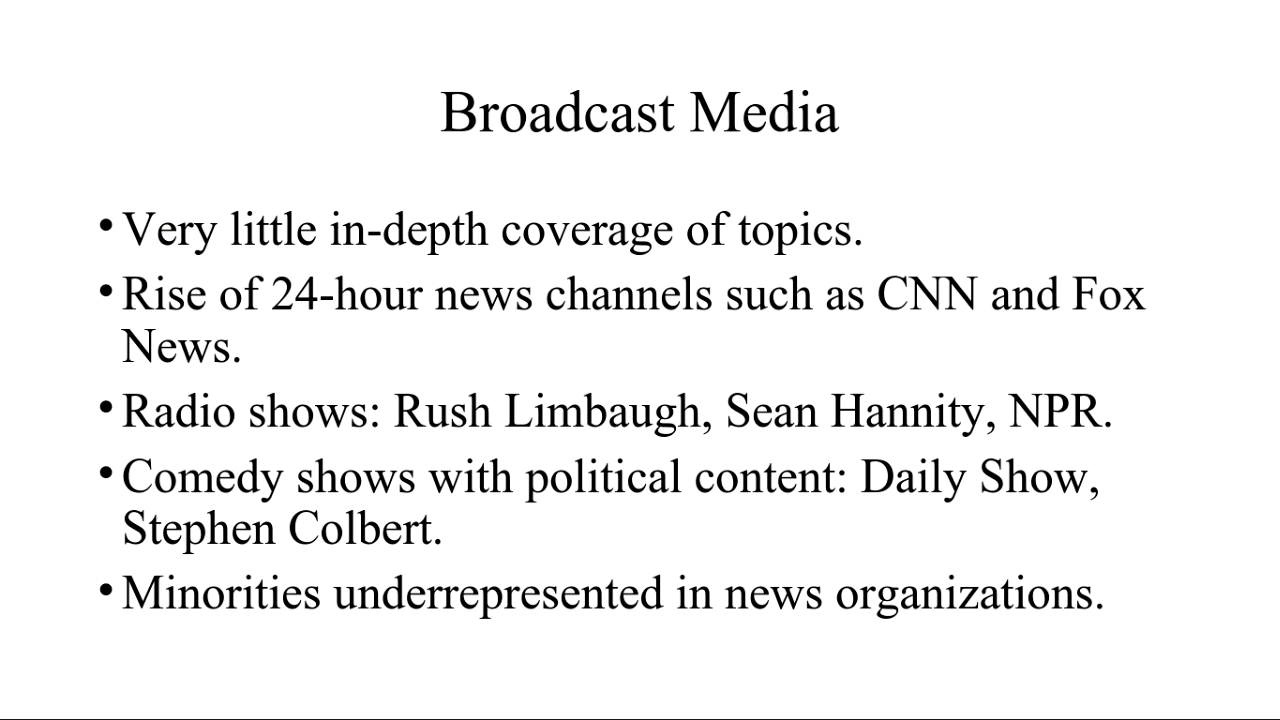 Broadcast Media
• Very little in-depth coverage of topics.
• Rise of 24-hour news channels such as CNN and Fox
News.
• Radio shows: Rush Limbaugh, Sean Hannity, NPR.
• Comedy shows with political content: Daily Show,
Stephen Colbert.
• Minorities underrepresented in news organizations.